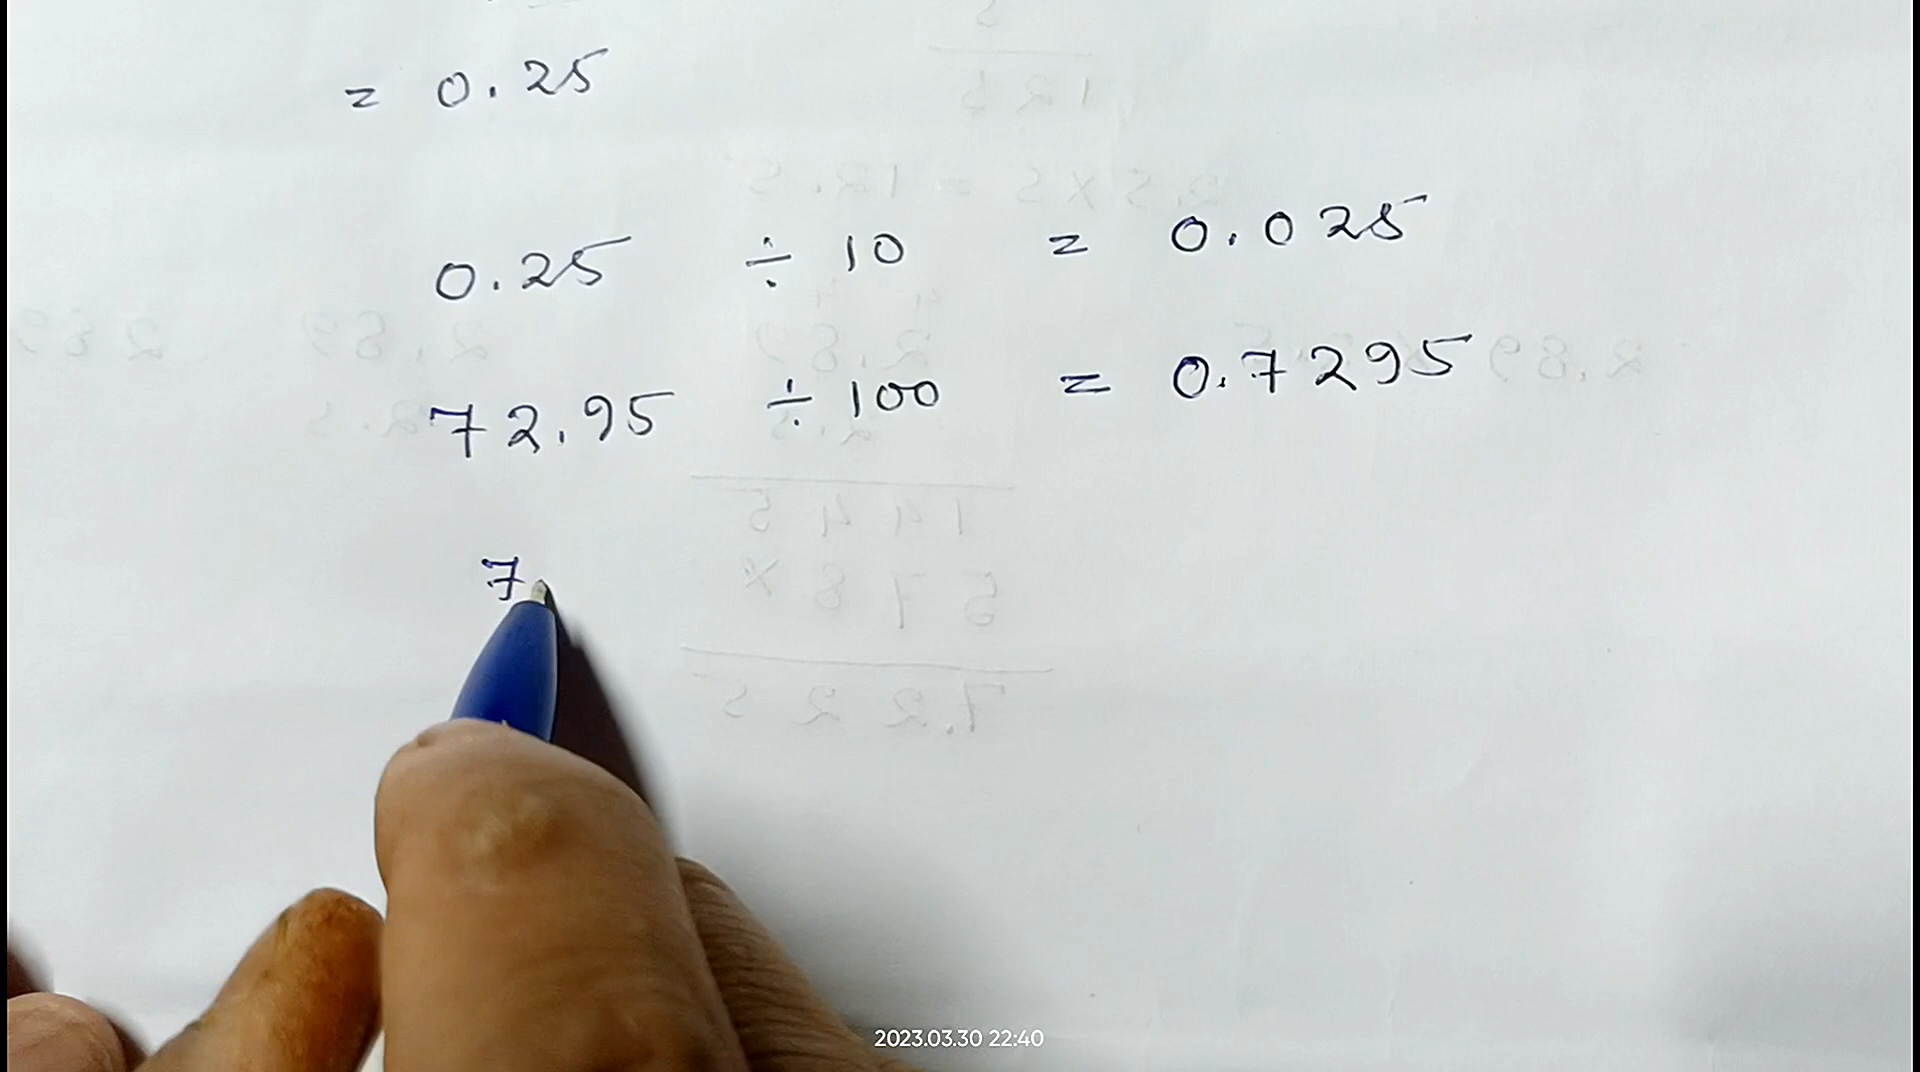 = 0.25
0.25 ÷ 10 = 0.025
72.95 ÷ 100 = 0.7295
7
2023.03.30 22:40